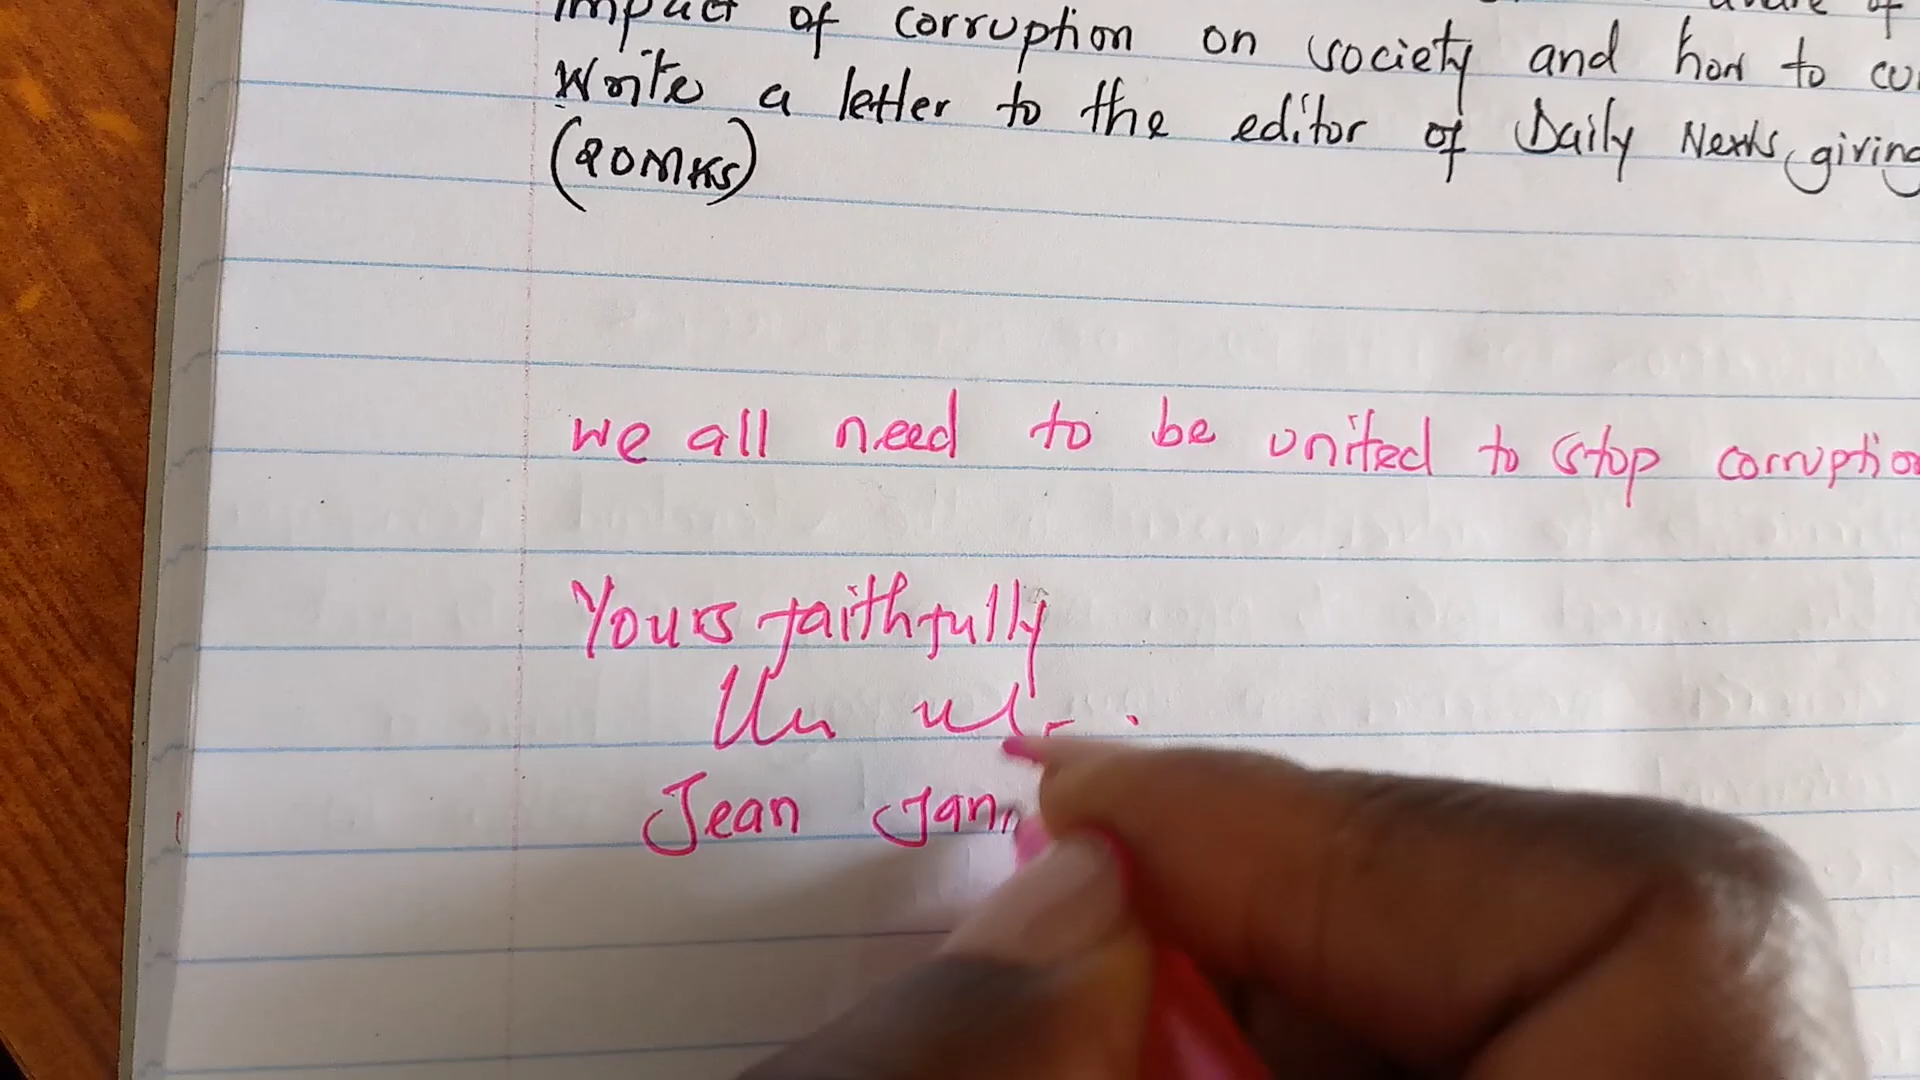 impact of corruption on society and how to
Write a letter to the editor of Daily News, giving
(20MKS)
we all need to be united to stop corruption
Yours faithfully
Jean